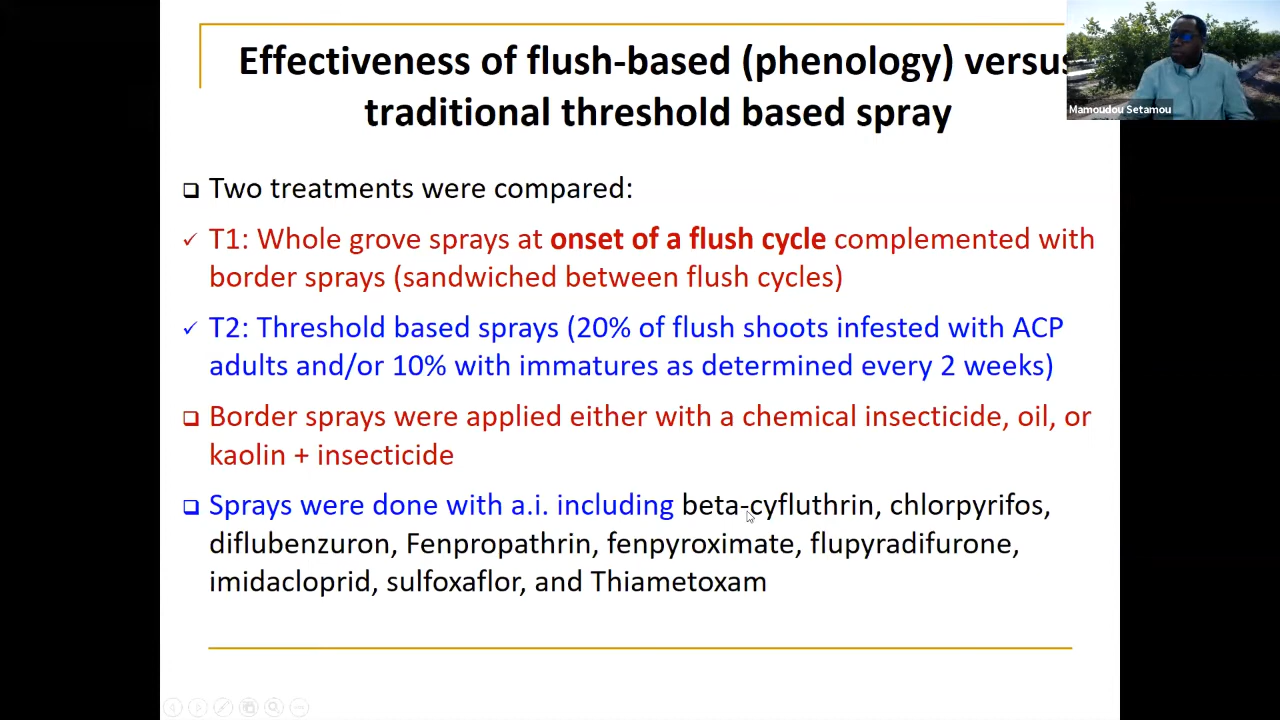 Effectiveness of flush-based (phenology) versus
traditional threshold based spray
Mamoudou Setamou
Two treatments were compared:
T1: Whole grove sprays at onset of a flush cycle complemented with
border sprays (sandwiched between flush cycles)
T2: Threshold based sprays (20% of flush shoots infested with ACP
adults and/or 10% with immatures as determined every 2 weeks)
Border sprays were applied either with a chemical insecticide, oil, or
kaolin + insecticide
Sprays were done with a.i. including beta-cyfluthrin, chlorpyrifos,
diflubenzuron, Fenpropathrin, fenpyroximate, flupyradifurone,
imidacloprid, sulfoxaflor, and Thiametoxam